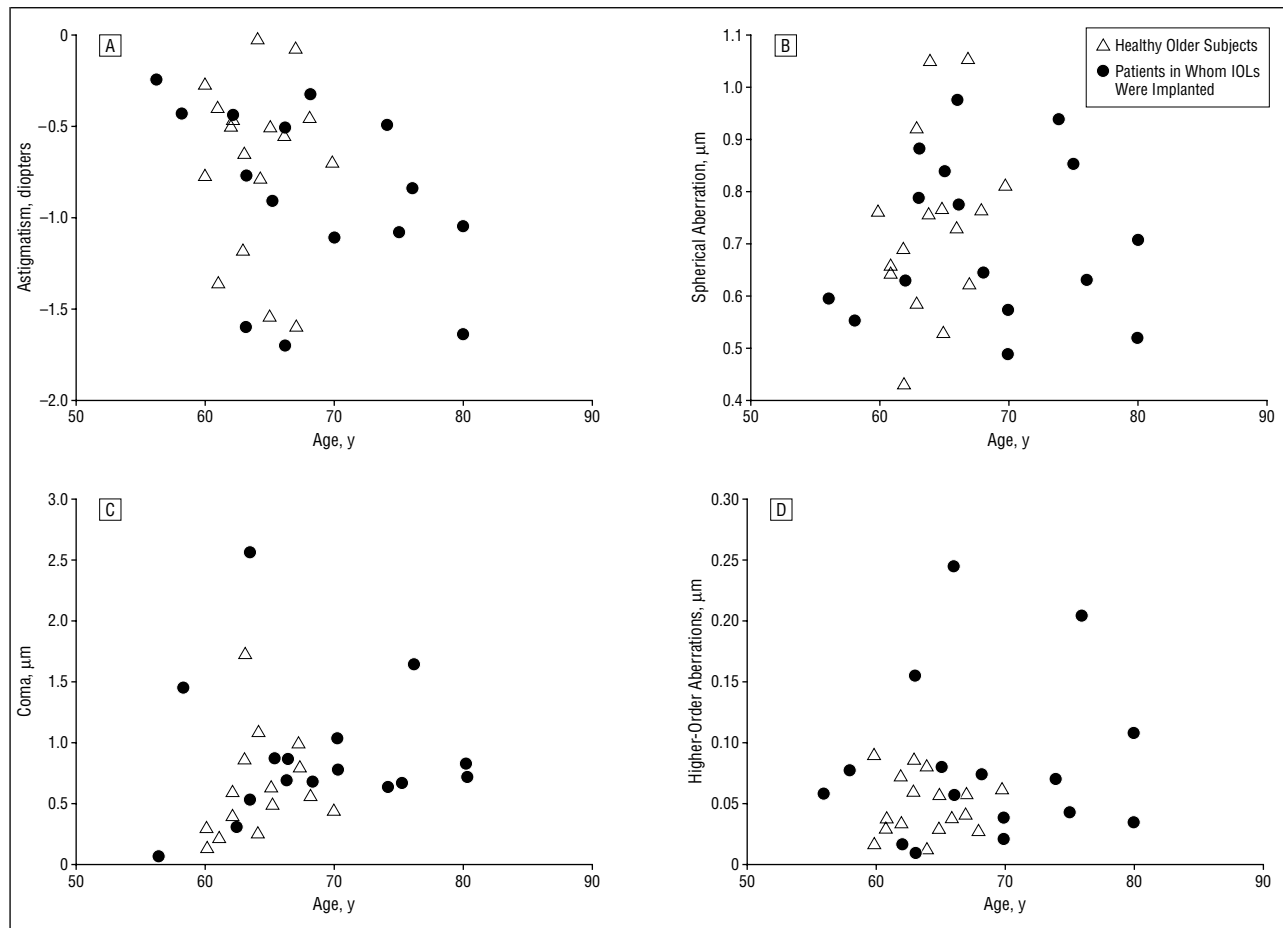 A
0
–0.5
–1.0
–1.5
–2.0
Astigmatism, diopters
50 60 70 80 90
Age, y
B
1.1
1.0
0.9
0.8
0.7
0.6
0.5
0.4
Spherical Aberration, μm
50 60 70 80 90
Age, y
Healthy Older Subjects
Patients in Whom IOLs
Were Implanted
C
3.0
2.5
2.0
1.5
1.0
0.5
0
Coma, μm
50 60 70 80 90
Age, y
D
0.30
0.25
0.20
0.15
0.10
0.05
0
Higher-Order Aberrations, μm
50 60 70 80 90
Age, y